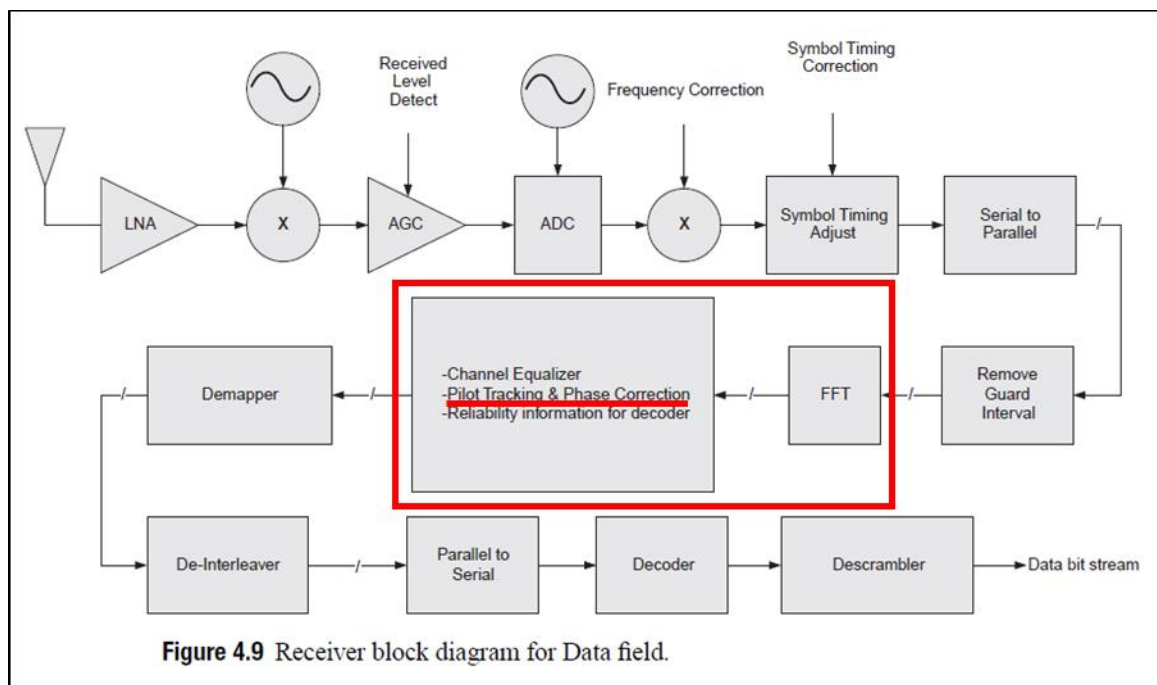 Received
Level
Detect
Frequency Correction
Symbol Timing
Correction
LNA
X
AGC
ADC
X
Symbol Timing
Adjust
Serial to
Parallel
Demapper
-Channel Equalizer
-Pilot Tracking & Phase Correction
-Reliability information for decoder
FFT
Remove
Guard
Interval
De-Interleaver
Parallel to
Serial
Decoder
Descrambler
Data bit stream
Figure 4.9 Receiver block diagram for Data field.